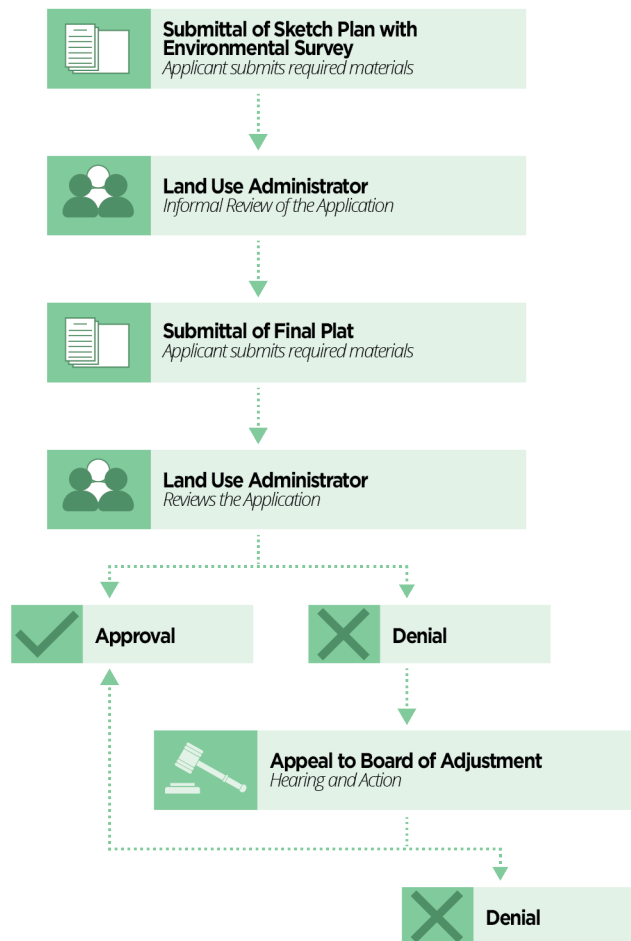 Submittal of Sketch Plan with
Environmental Survey
Applicant submits required materials
Land Use Administrator
Informal Review of the Application
Submittal of Final Plat
Applicant submits required materials
Land Use Administrator
Reviews the Application
Approval
Denial
Appeal to Board of Adjustment
Hearing and Action
Denial